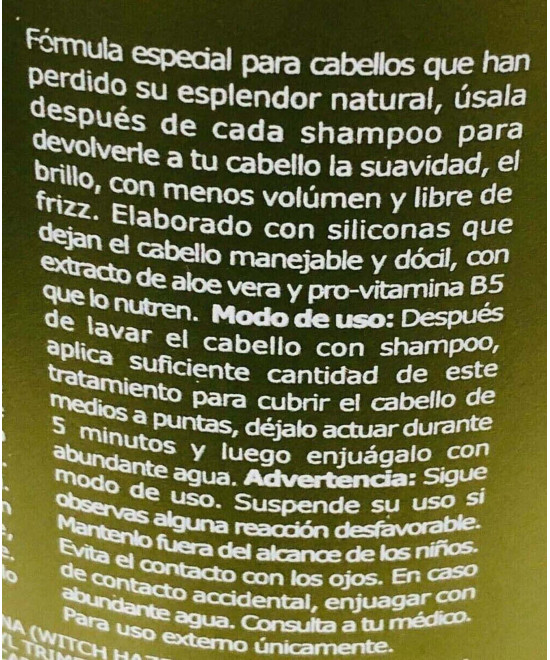 Fórmula especial para cabellos que han
perdido su esplendor natural, úsala
después de cada shampoo para
devolverle a tu cabello la suavidad, el
brillo, con menos volúmen y libre de
frizz. Elaborado con siliconas que
dejan el cabello manejable y dócil, con
extracto de aloe vera y pro-vitamina B5
que lo nutren. Modo de uso: Después
de lavar el cabello con shampoo,
aplica suficiente cantidad de este
tratamiento para cubrir el cabello de
medios a puntas, déjalo actuar durante
5 minutos y luego enjuágalo con
abundante agua. Advertencia: Sigue
modo de uso. Suspende su uso si
observas alguna reacción desfavorable.
Mantenlo fuera del alcance de los niños.
Evita el contacto con los ojos. En caso
de contacto accidental, enjuagar con
abundante agua. Consulta a tu médico.
Para uso externo únicamente.
NA (WITCH